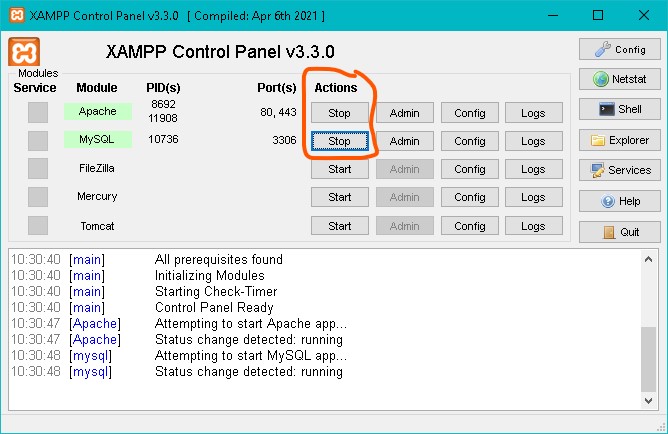 XAMPP Control Panel v3.3.0 [ Compiled: Apr 6th 2021 ]
XAMPP Control Panel v3.3.0
Config
Modules
Service Module PID(s) Port(s) Actions
Netstat
Apache 8692 11908 80, 443 Stop Admin Config Logs
Shell
MySQL 10736 3306 Stop Admin Config Logs
Explorer
FileZilla Start Admin Config Logs
Services
Mercury Start Admin Config Logs
Help
Tomcat Start Admin Config Logs
Quit
10:30:40 [main] All prerequisites found
10:30:40 [main] Initializing Modules
10:30:40 [main] Starting Check-Timer
10:30:40 [main] Control Panel Ready
10:30:47 [Apache] Attempting to start Apache app...
10:30:47 [Apache] Status change detected: running
10:30:48 [mysql] Attempting to start MySQL app...
10:30:48 [mysql] Status change detected: running